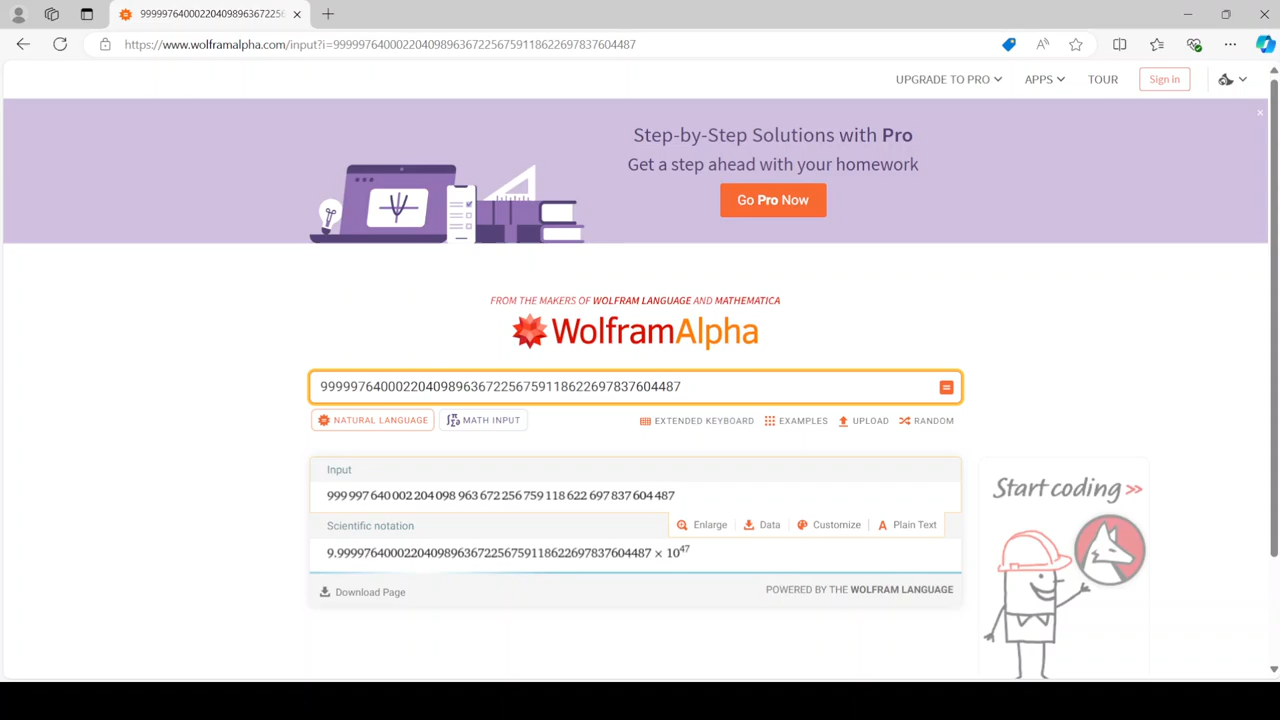 999997640002204098963672256
https://www.wolframalpha.com/input?i=999997640002204098963672256759118622697837604487
UPGRADE TO PRO APPS TOUR Sign in
Step-by-Step Solutions with Pro
Get a step ahead with your homework
Go Pro Now
FROM THE MAKERS OF WOLFRAM LANGUAGE AND MATHEMATICA
WolframAlpha
999997640002204098963672256759118622697837604487
NATURAL LANGUAGE MATH INPUT EXTENDED KEYBOARD EXAMPLES UPLOAD RANDOM
Input
999 997 640 002 204 098 963 672 256 759 118 622 697 837 604 487
Scientific notation
Enlarge Data Customize Plain Text
9.99997640002204098963672256759118622697837604487 × 10^47
Download Page POWERED BY THE WOLFRAM LANGUAGE
Start coding >>